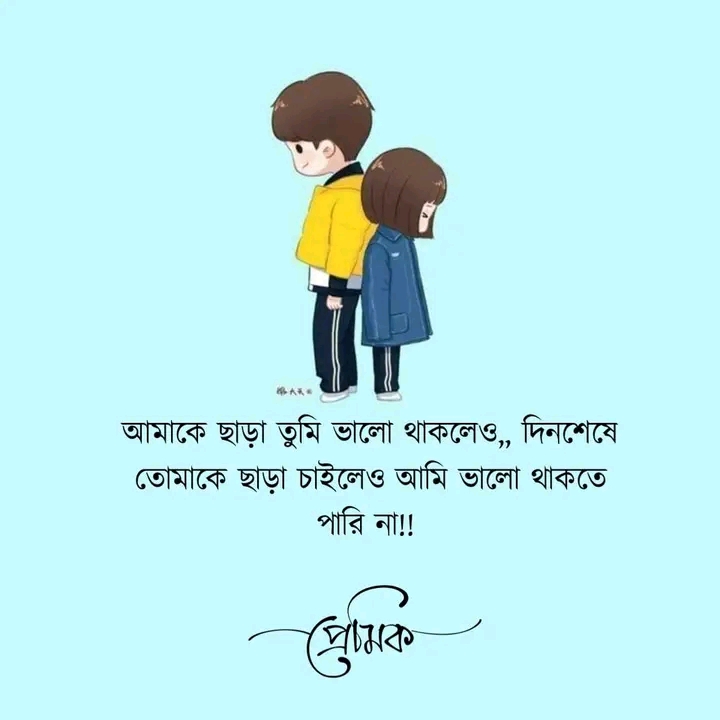 আমাকে ছাড়া তুমি ভালো থাকলেও,, দিনশেষে
তোমাকে ছাড়া চাইলেও আমি ভালো থাকতে
পারি না!!
প্রেমিক